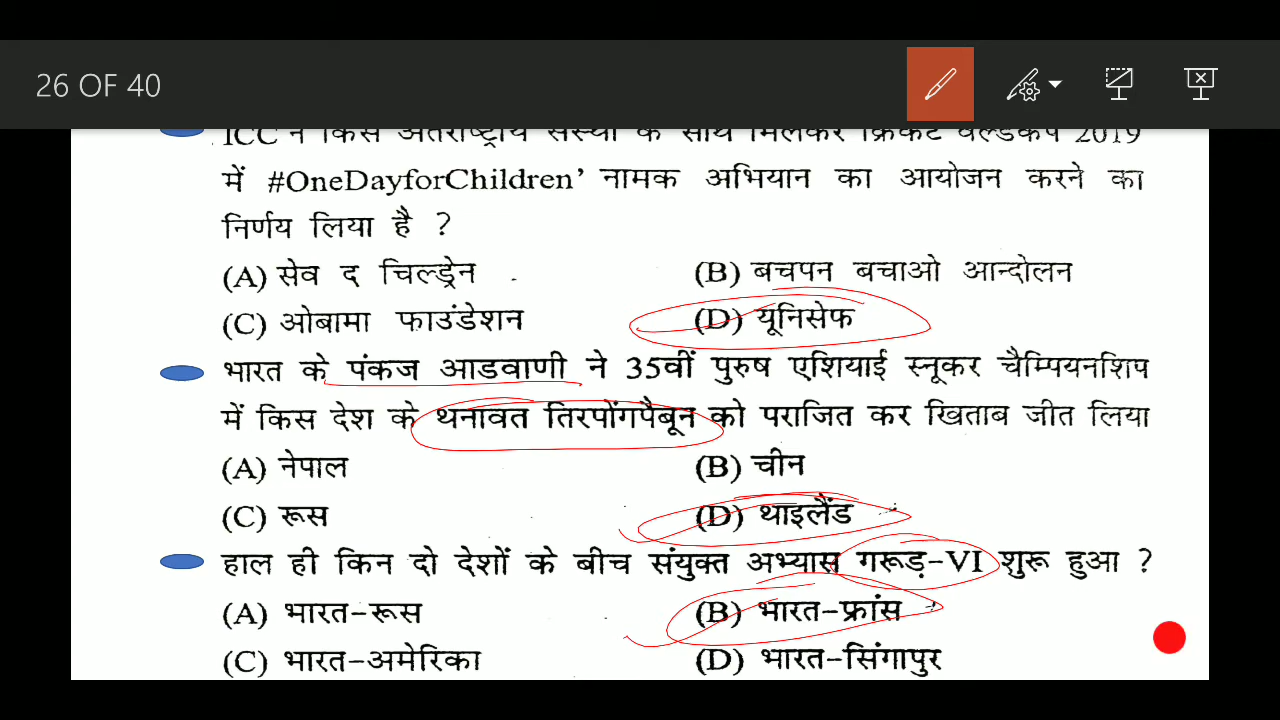 26 OF 40
ICC ने किस अंतर्राष्ट्रीय संस्था के साथ मिलकर क्रिकेट वर्ल्डकप 2019
में #OneDayforChildren’ नामक अभियान का आयोजन करने का
निर्णय लिया है ?
(A) सेव द चिल्ड्रेन (B) बचपन बचाओ आन्दोलन
(C) ओबामा फाउंडेशन (D) यूनिसेफ
भारत के पंकज आडवाणी ने 35वीं पुरुष एशियाई स्नूकर चैम्पियनशिप
में किस देश के थनावत तिरपोंगपैबून को पराजित कर खिताब जीत लिया
(A) नेपाल (B) चीन
(C) रूस (D) थाइलैंड
हाल ही किन दो देशों के बीच संयुक्त अभ्यास गरूड़-VI शुरू हुआ ?
(A) भारत-रूस (B) भारत-फ्रांस
(C) भारत-अमेरिका (D) भारत-सिंगापुर